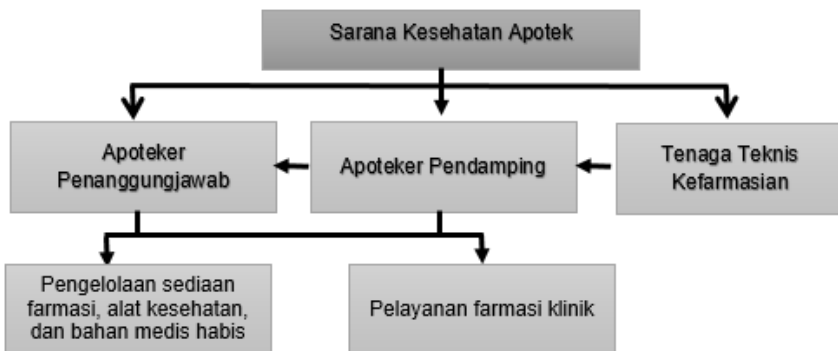 Sarana Kesehatan Apotek
Apoteker
Penanggungjawab
Apoteker Pendamping
Tenaga Teknis
Kefarmasian
Pengelolaan sediaan
farmasi, alat kesehatan,
dan bahan medis habis
Pelayanan farmasi klinik